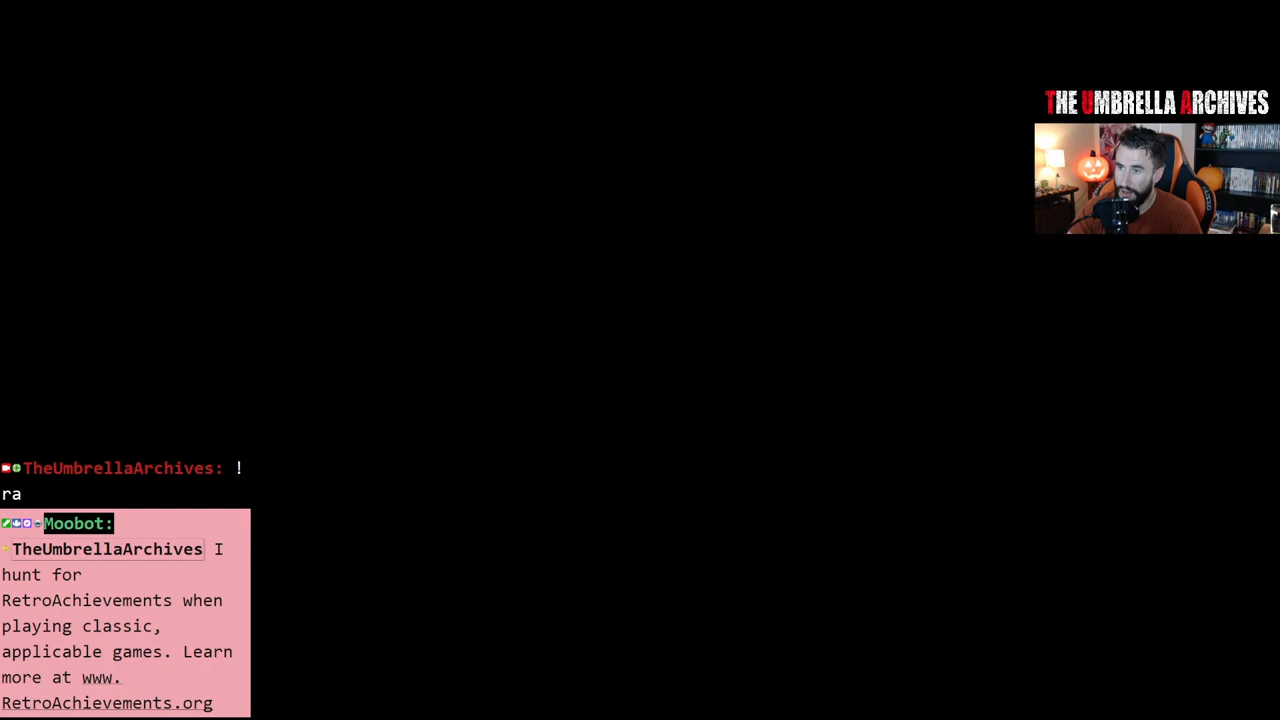 THE UMBRELLA ARCHIVES
TheUmbrellaArchives: !
ra
Moobot:
TheUmbrellaArchives I
hunt for
RetroAchievements when
playing classic,
applicable games. Learn
more at www.
RetroAchievements.org